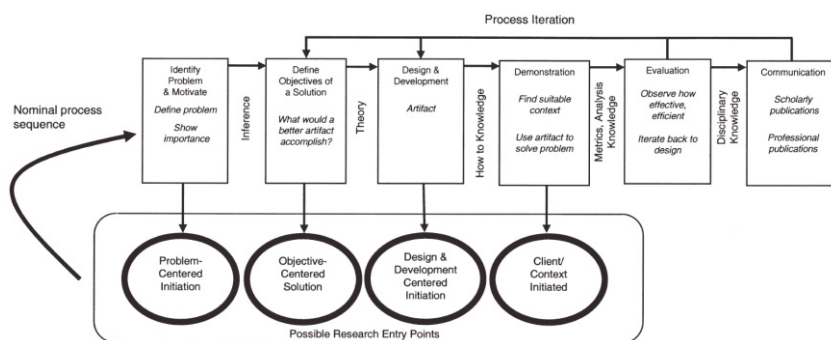 Process Iteration
Nominal process
sequence
Identify
Problem
& Motivate
Define problem
Show
importance
Inference
Define
Objectives of
a Solution
What would a
better artifact
accomplish?
Theory
Design &
Development
Artifact
How to Knowledge
Demonstration
Find suitable
context
Use artifact to
solve problem
Metrics, Analysis
Knowledge
Evaluation
Observe how
effective,
efficient
Iterate back to
design
Disciplinary
Knowledge
Communication
Scholarly
publications
Professional
publications
Problem-
Centered
Initiation
Objective-
Centered
Solution
Design &
Development
Centered
Initiation
Client/
Context
Initiated
Possible Research Entry Points